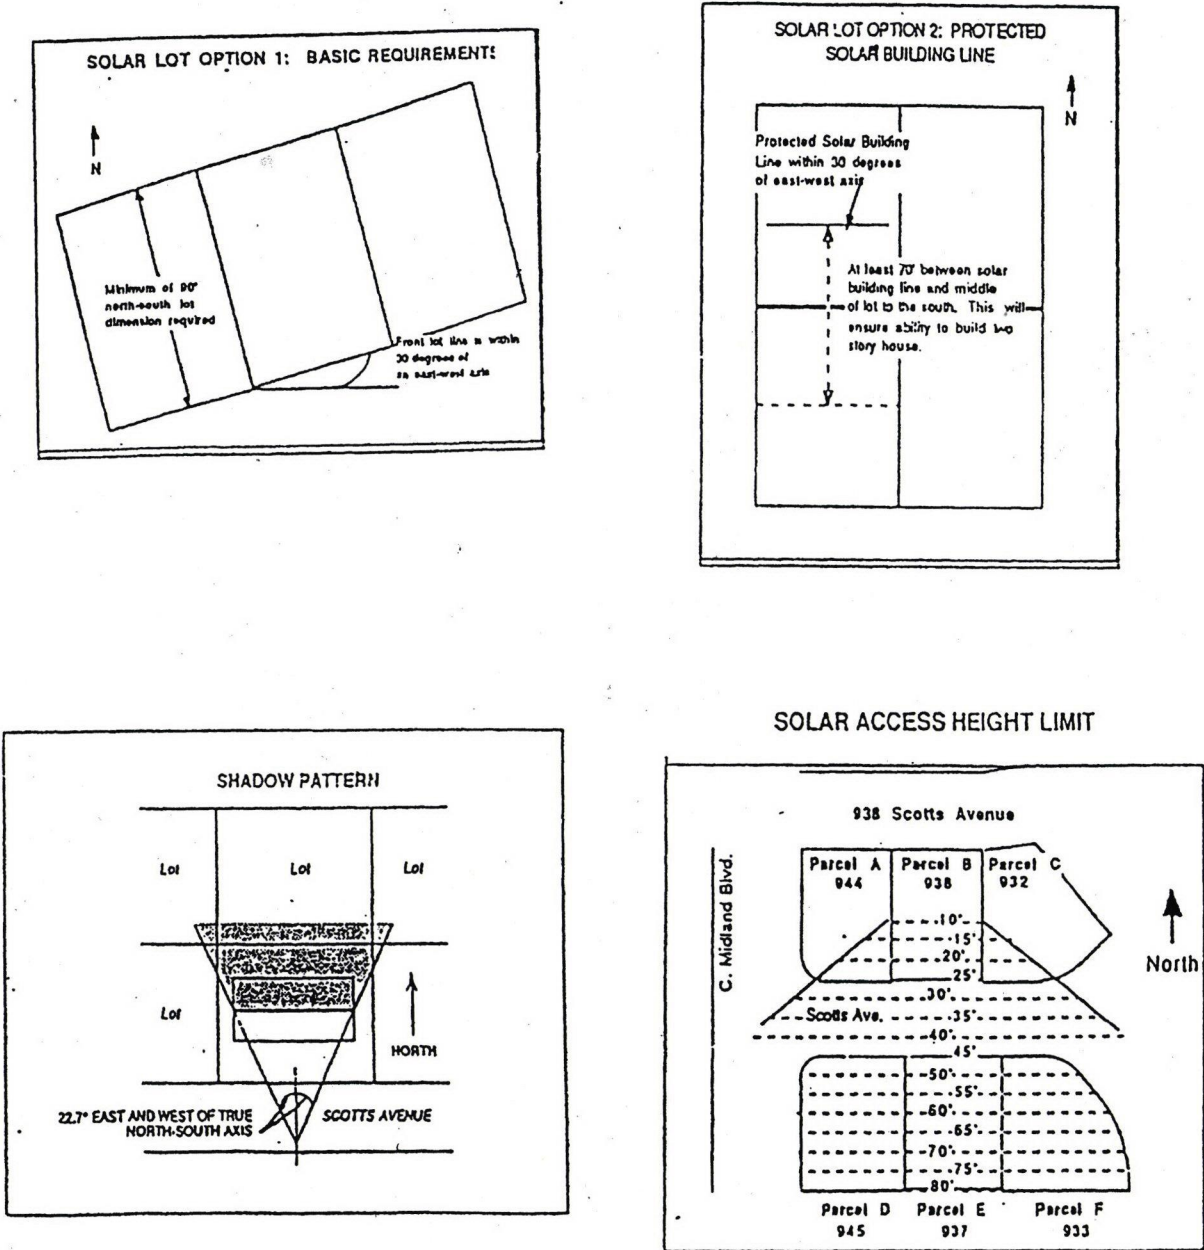 SOLAR LOT OPTION 1: BASIC REQUIREMENTS
N
Minimum of 90'
north-south lot
dimension required
Front lot line is within
30 degrees of
an east-west axis
SOLAR LOT OPTION 2: PROTECTED
SOLAR BUILDING LINE
N
Protected Solar Building
Line within 30 degrees
of east-west axis
At least 70' between solar
building line and middle
of lot to the south. This will
ensure ability to build two
story house.
SHADOW PATTERN
Lot
Lot
Lot
Lot
NORTH
22.7° EAST AND WEST OF TRUE
NORTH-SOUTH AXIS
SCOTTS AVENUE
SOLAR ACCESS HEIGHT LIMIT
938 Scotts Avenue
C. Midland Blvd.
Parcel A
944
Parcel B
938
Parcel C
932
North
10'
15'
20'
25'
30'
Scotts Ave.
35'
40'
45'
50'
55'
60'
65'
70'
75'
80'
Parcel D
945
Parcel E
937
Parcel F
933